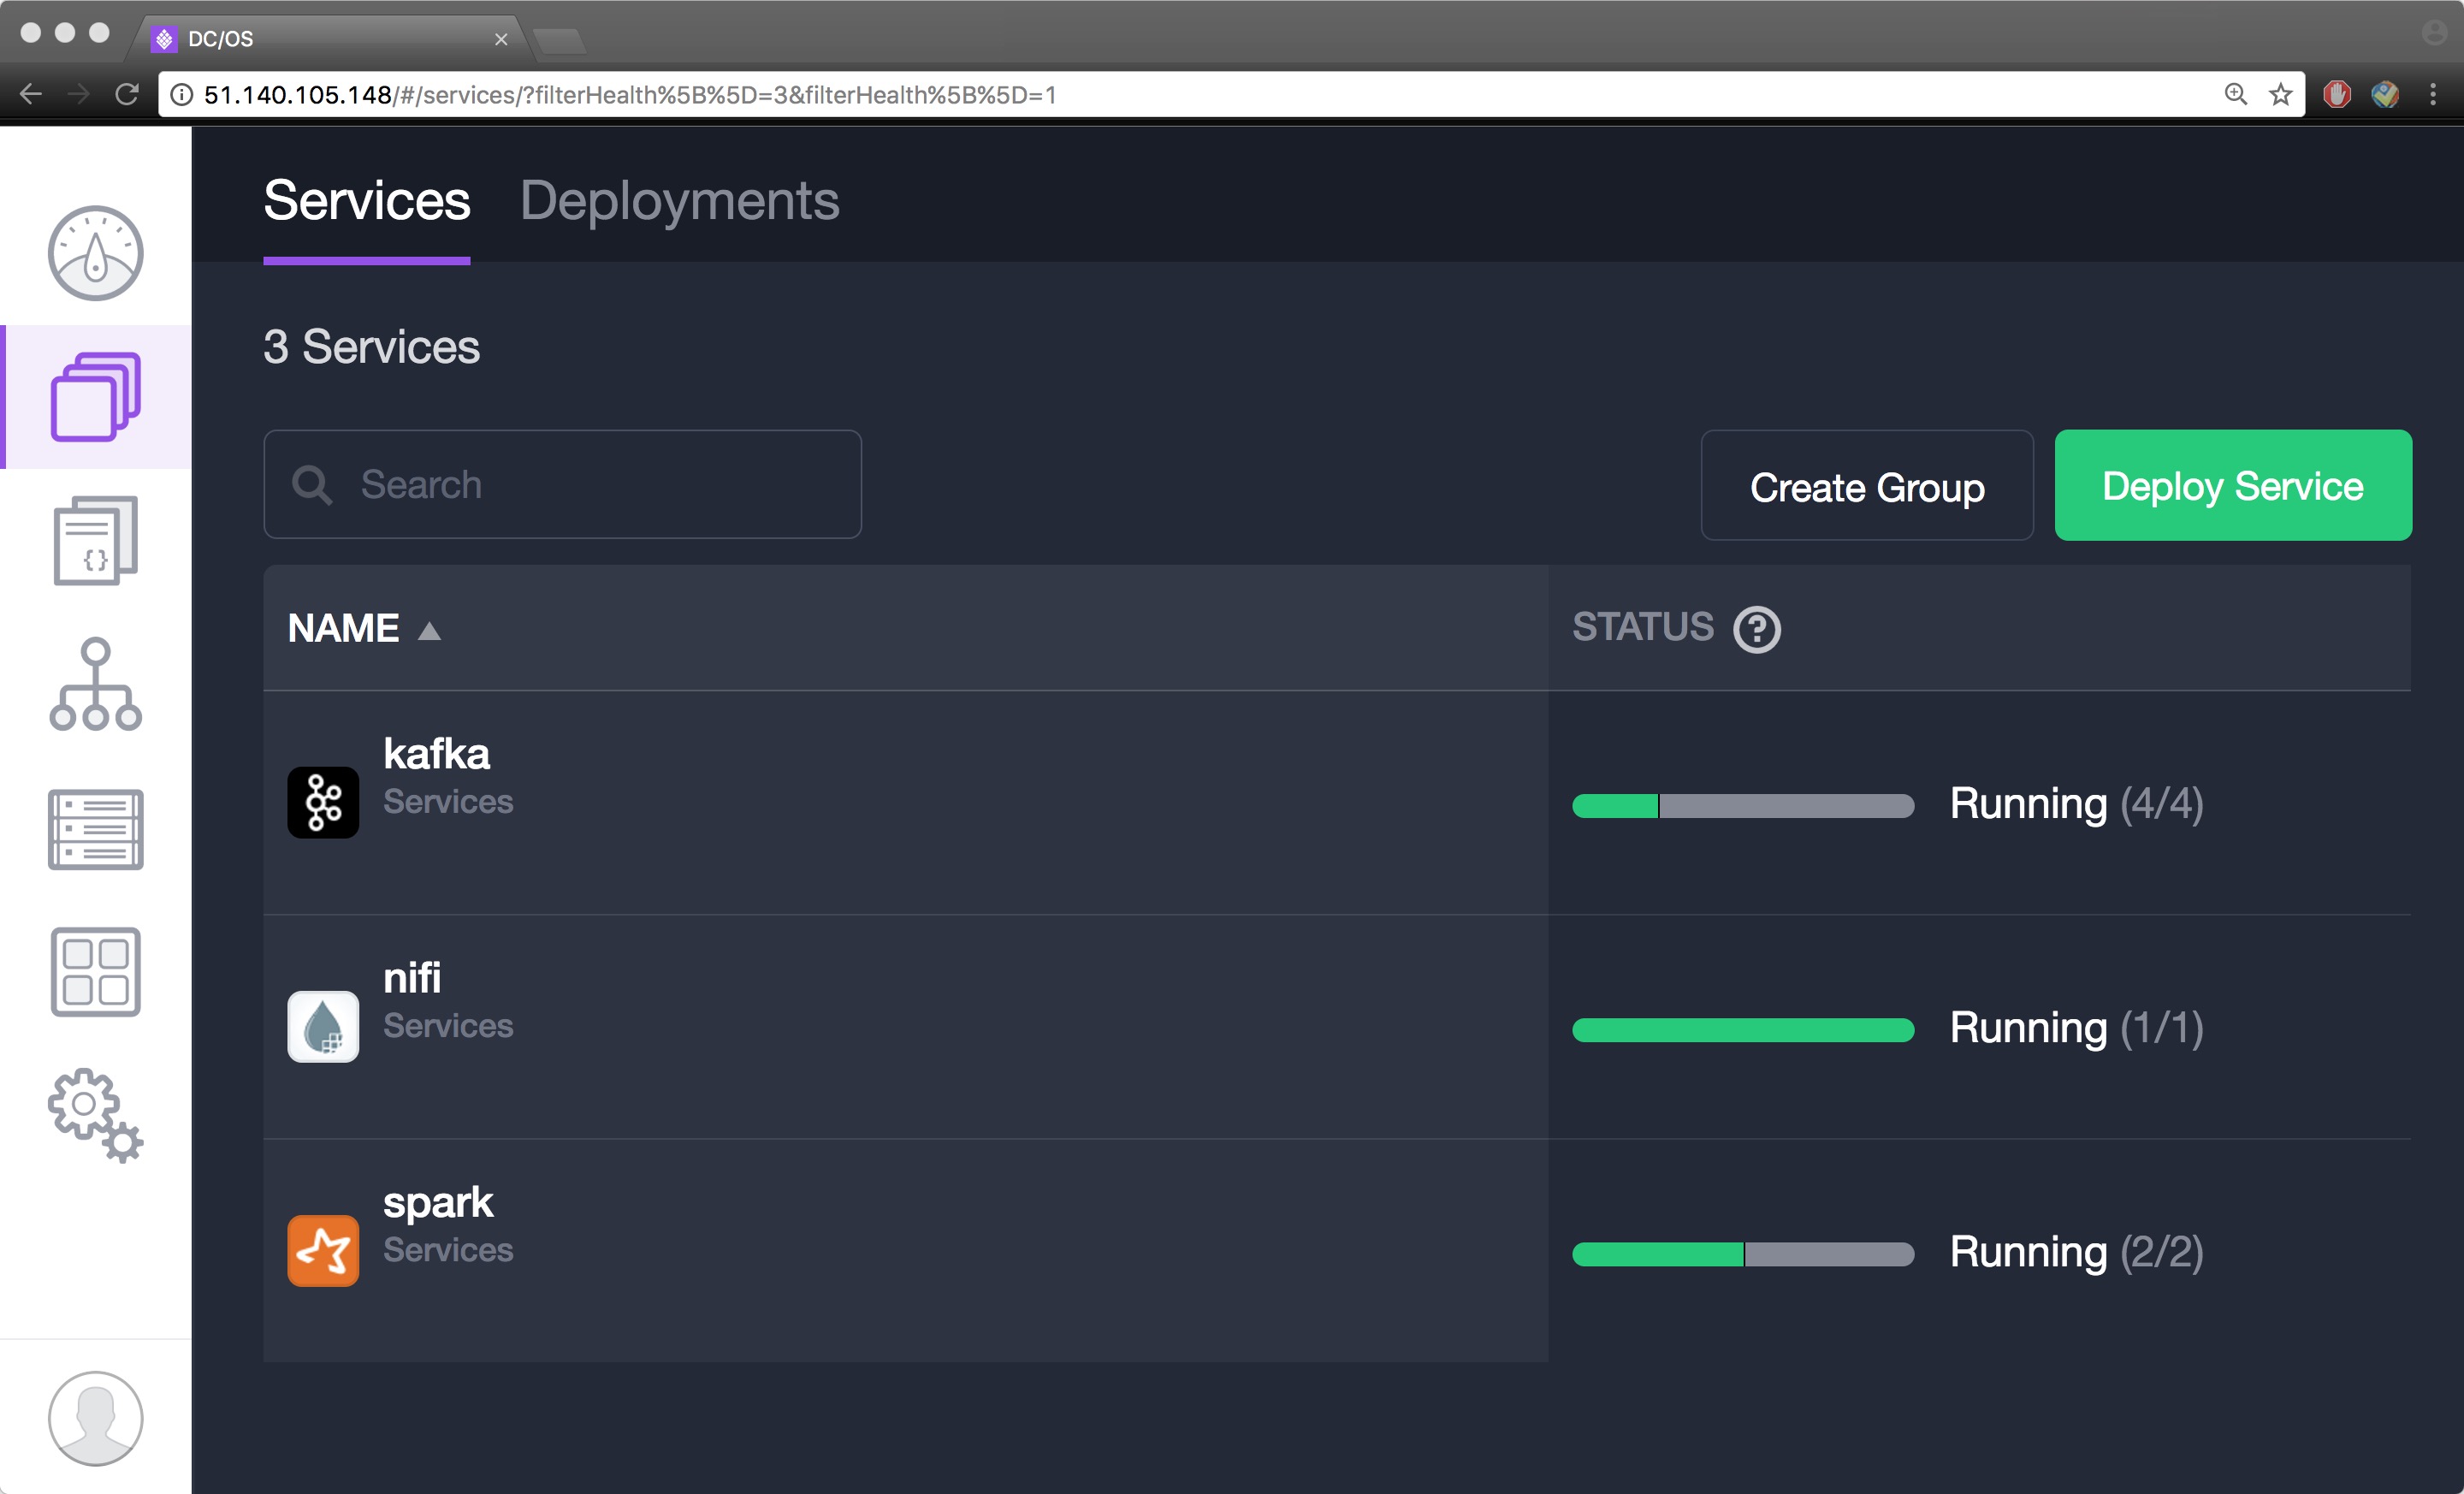 DC/OS
51.140.105.148/#/services/?filterHealth%5B%5D=3&filterHealth%5B%5D=1
Services Deployments
3 Services
Search
Create Group
Deploy Service
NAME
STATUS ?
kafka
Services
Running (4/4)
nifi
Services
Running (1/1)
spark
Services
Running (2/2)
{}